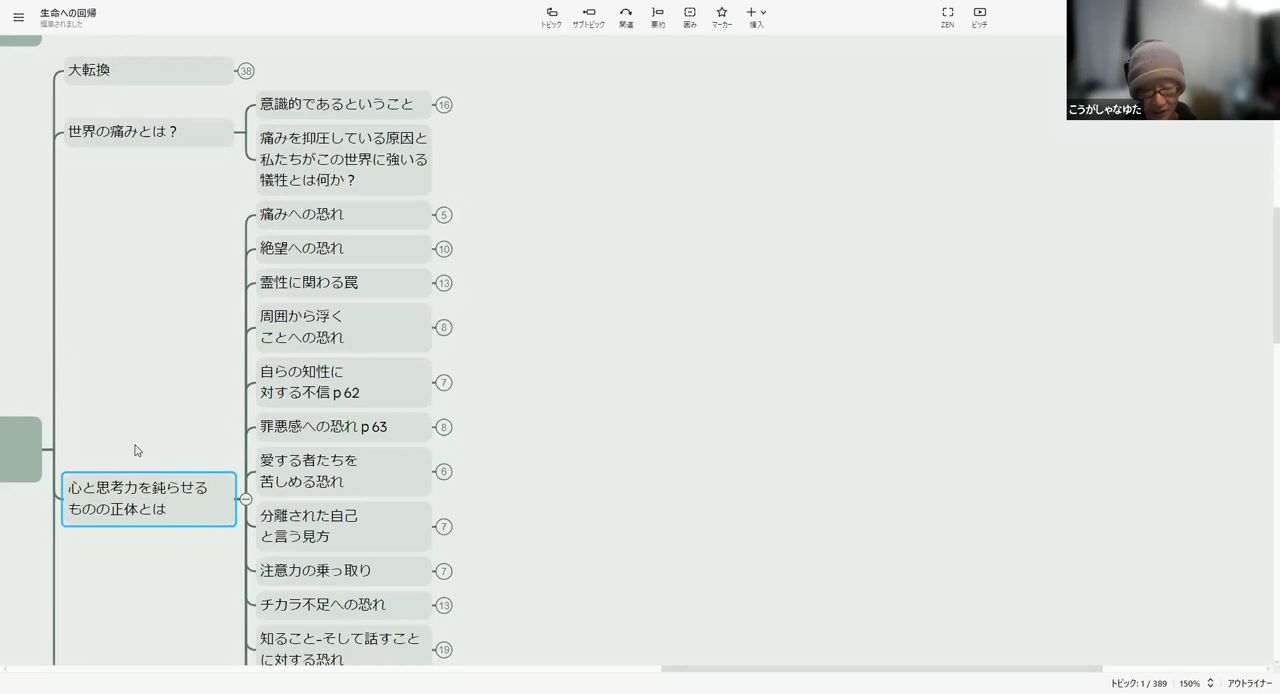 生命への回帰
編集されました
トピック
サブトピック
関連
要約
囲み
マーカー
挿入
ZEN
ピッチ
こうがしゃなゆた
大転換
38
世界の痛みとは？
意識的であるということ
16
痛みを抑圧している原因と
私たちがこの世界に強いる
犠牲とは何か？
心と思考力を鈍らせる
ものの正体とは
痛みへの恐れ
5
絶望への恐れ
10
霊性に関わる罠
13
周囲から浮く
ことへの恐れ
8
自らの知性に
対する不信ｐ62
7
罪悪感への恐れｐ63
8
愛する者たちを
苦しめる恐れ
6
分離された自己
と言う見方
7
注意力の乗っ取り
7
チカラ不足への恐れ
13
知ること-そして話すこと
に対する恐れ
19
トピック: 1 / 389
150%
アウトライナー